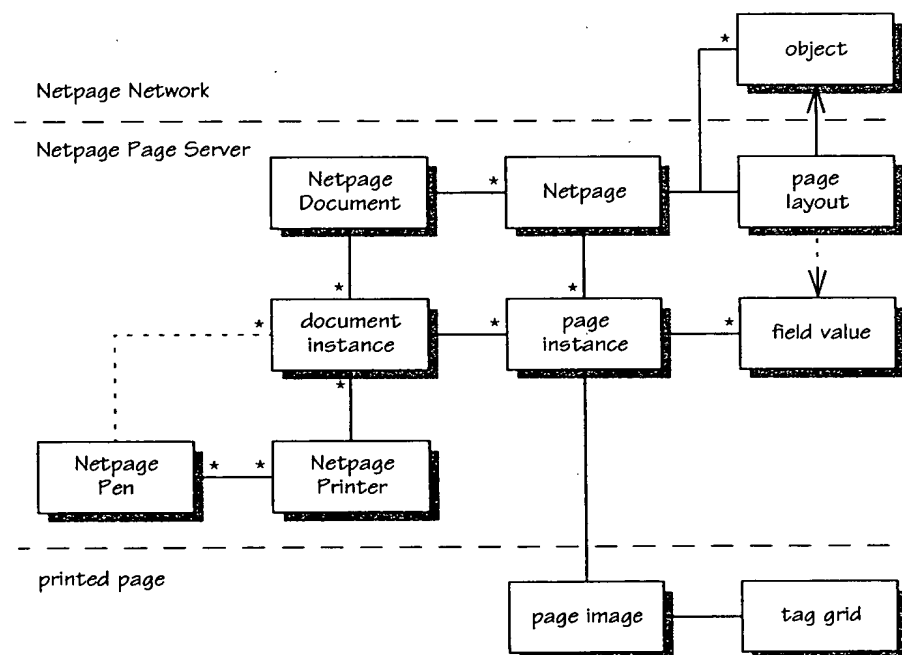 *
object
Netpage Network
Netpage Page Server
Netpage
Document
*
Netpage
page
layout
*
*
*
document
instance
*
page
instance
*
field value
*
Netpage
Pen
*
*
Netpage
Printer
printed page
page image
tag grid